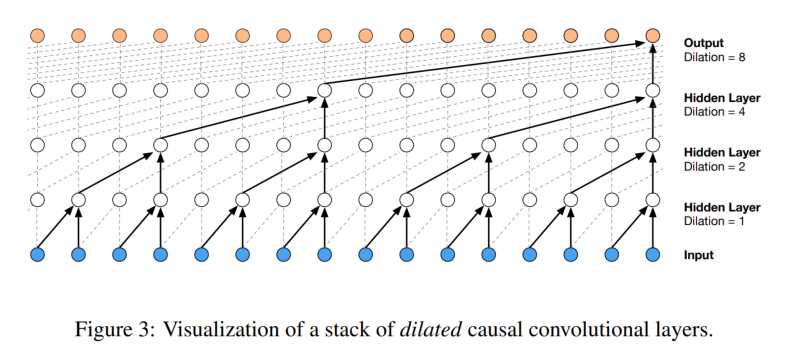 Output
Dilation = 8
Hidden Layer
Dilation = 4
Hidden Layer
Dilation = 2
Hidden Layer
Dilation = 1
Input
Figure 3: Visualization of a stack of dilated causal convolutional layers.